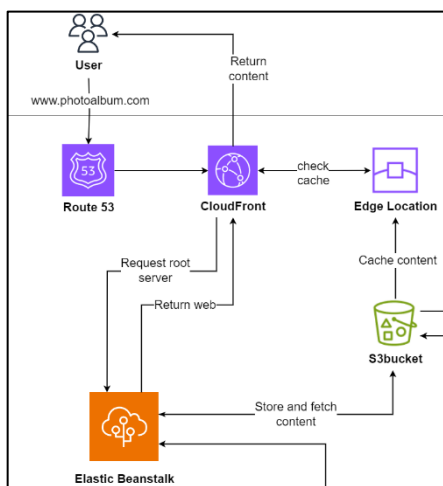 User
Return
content
www.photoalbum.com
53
Route 53
CloudFront
check
cache
Edge Location
Request root
server
Return web
Cache content
S3bucket
Store and fetch
content
Elastic Beanstalk